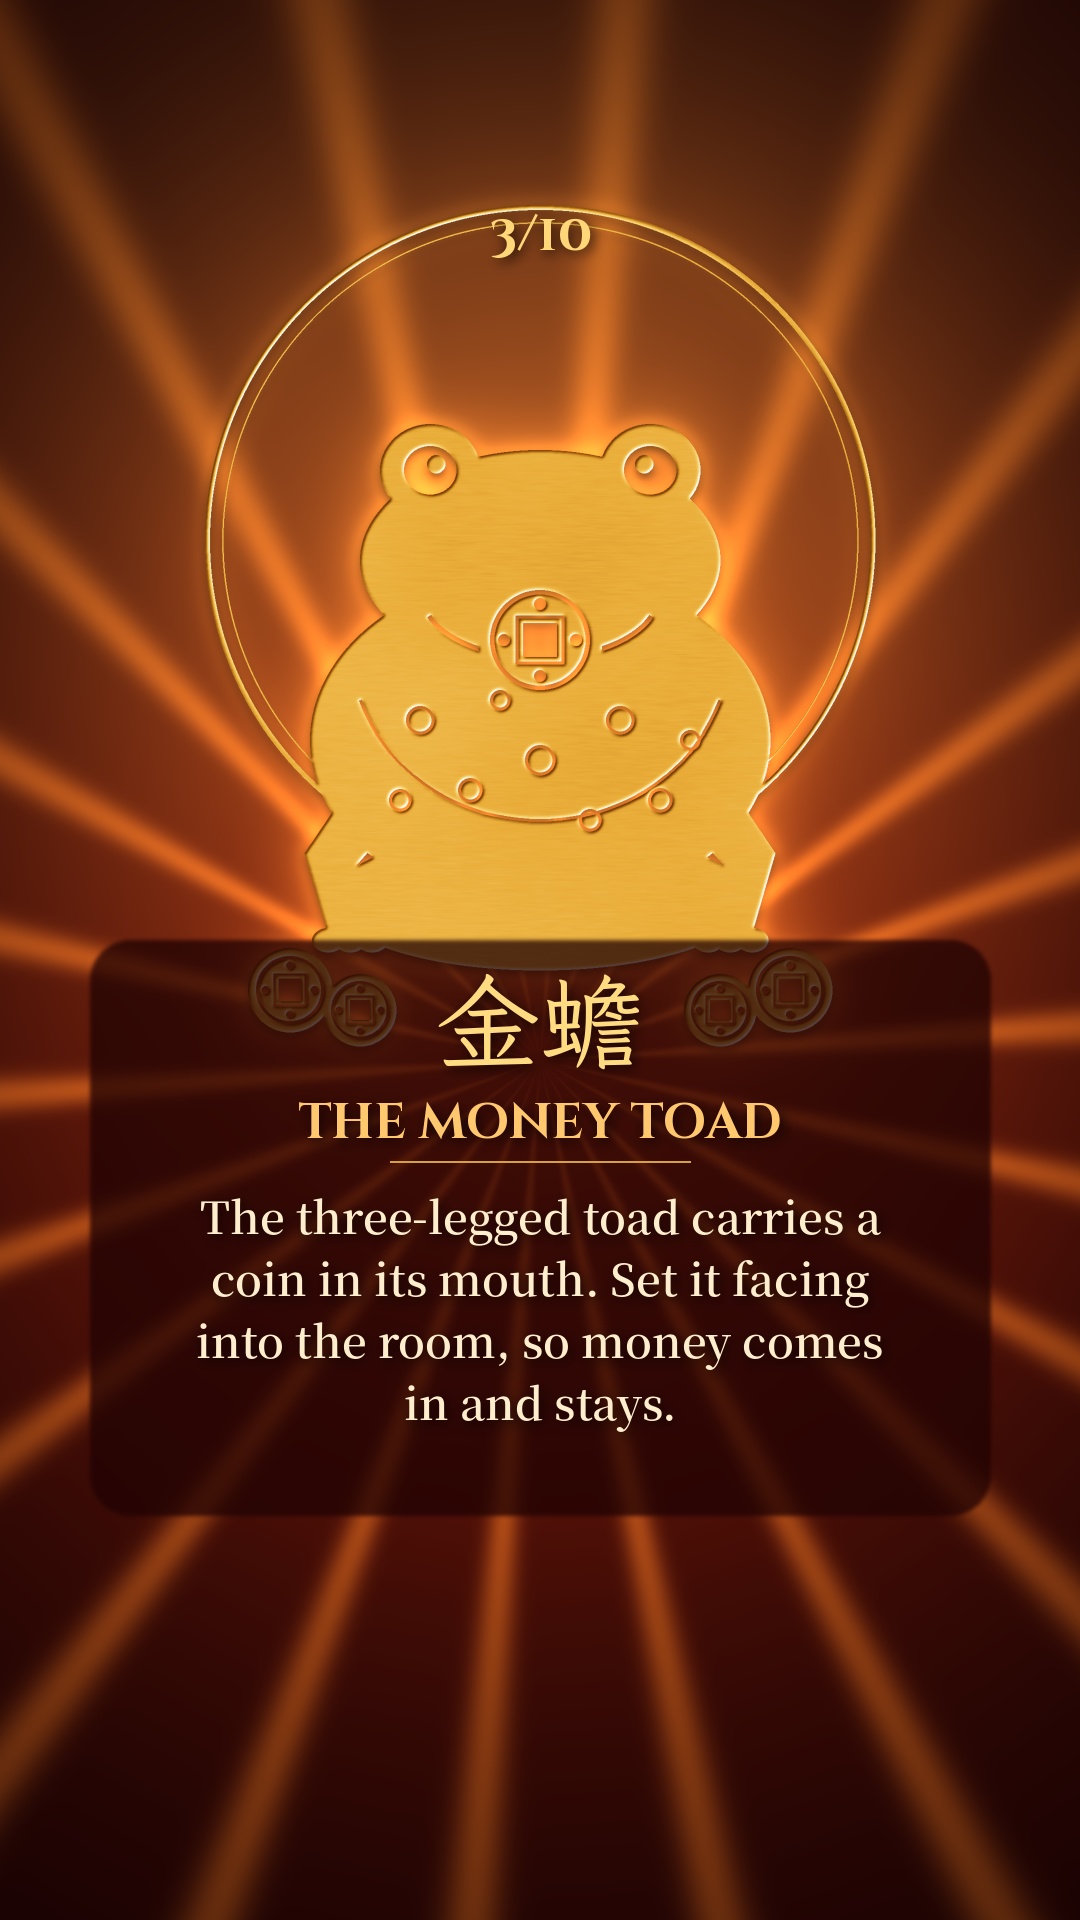 3/10
金蟾
THE MONEY TOAD
The three-legged toad carries a
coin in its mouth. Set it facing
into the room, so money comes
in and stays.